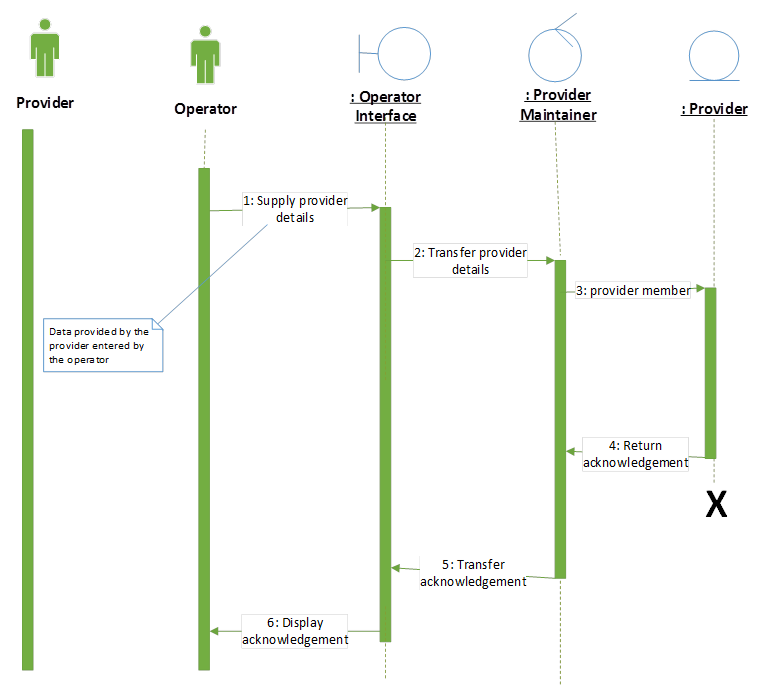 Provider
Operator
: Operator
Interface
: Provider
Maintainer
: Provider
1: Supply provider
details
2: Transfer provider
details
3: provider member
Data provided by the
provider entered by
the operator
4: Return
acknowledgement
X
5: Transfer
acknowledgement
6: Display
acknowledgement